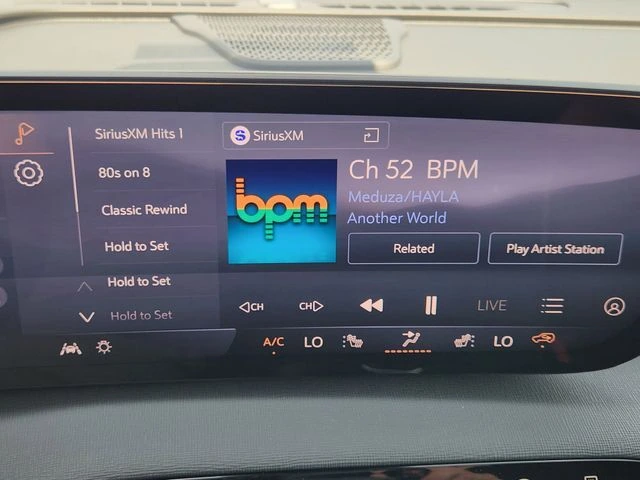 SiriusXM Hits 1
80s on 8
Classic Rewind
Hold to Set
Hold to Set
Hold to Set
SiriusXM
bpm
Ch 52 BPM
Meduza/HAYLA
Another World
Related
Play Artist Station
CH
CH
LIVE
A/C
LO
LO